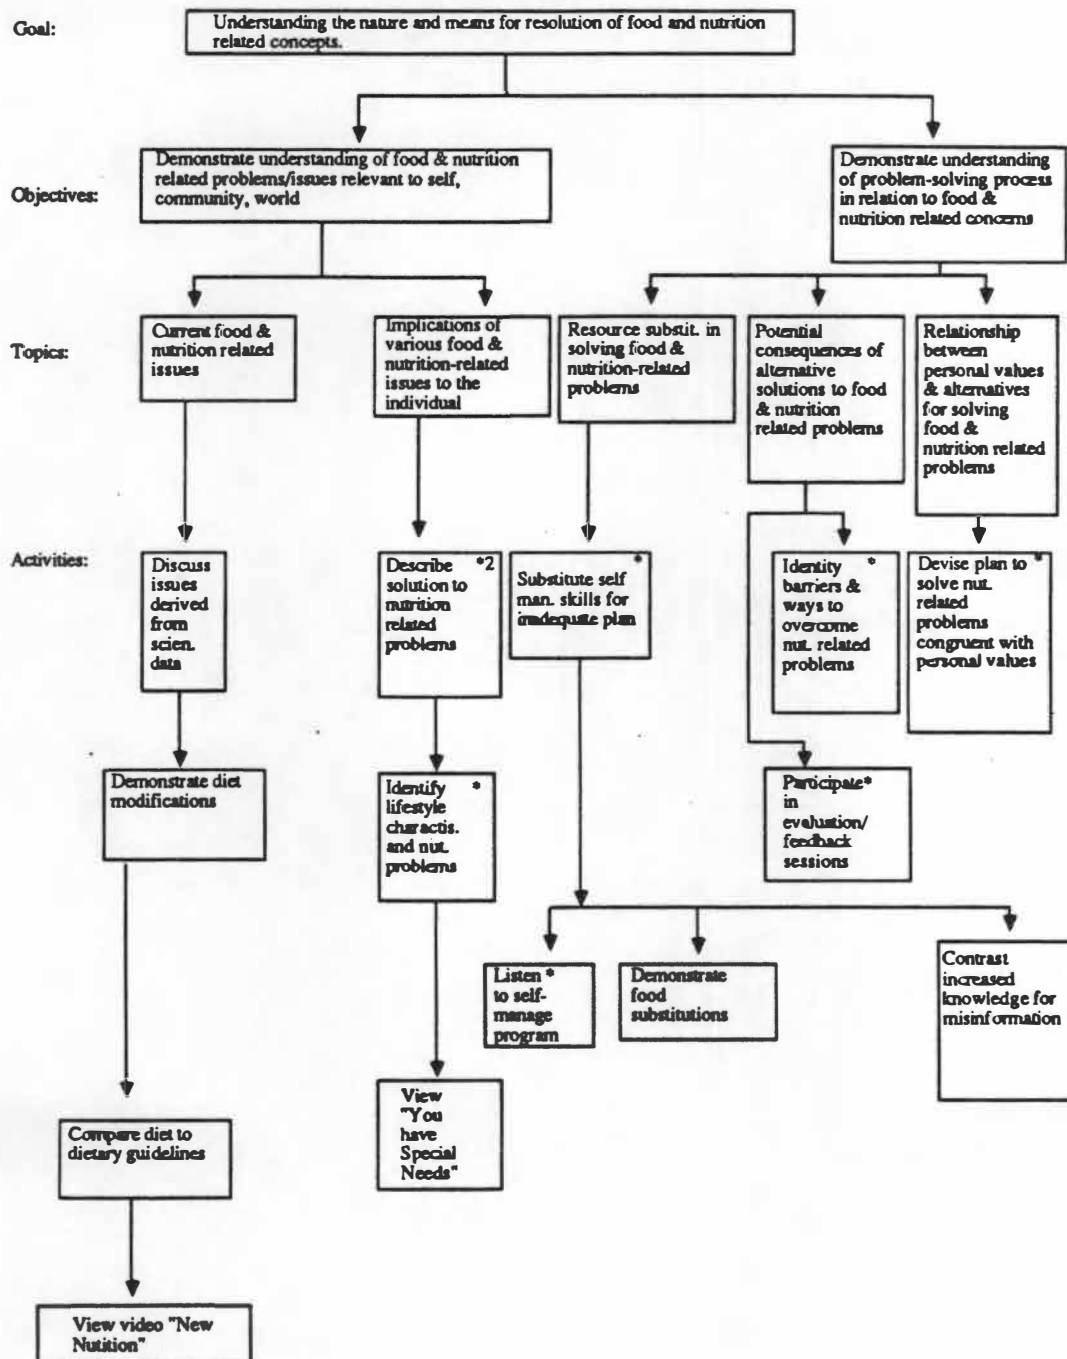 Goal:
Understanding the nature and means for resolution of food and nutrition
related concepts.
Objectives:
Demonstrate understanding of food & nutrition
related problems/issues relevant to self,
community, world
Demonstrate understanding
of problem-solving process
in relation to food &
nutrition related concerns
Topics:
Current food &
nutrition related
issues
Implications of
various food &
nutrition-related
issues to the
individual
Resource substit. in
solving food &
nutrition-related
problems
Potential
consequences of
alternative
solutions to food
& nutrition
related problems
Relationship
between
personal values
& alternatives
for solving
food &
nutrition related
problems
Activities:
Discuss
issues
derived
from
scien.
data
Describe *2
solution to
nutrition
related
problems
*
Substitute self
man. skills for
inadequate plan
Identity *
barriers &
ways to
overcome
nut. related
problems
Devise plan to *
solve nut.
related
problems
congruent with
personal values
Demonstrate diet
modifications
Identify *
lifestyle
charactis.
and nut.
problems
Participate*
in
evaluation/
feedback
sessions
Listen *
to self-
manage
program
Demonstrate
food
substitutions
Contrast
increased
knowledge for
misinformation
Compare diet to
dietary guidelines
View
"You
have
Special
Needs"
View video "New
Nutition"